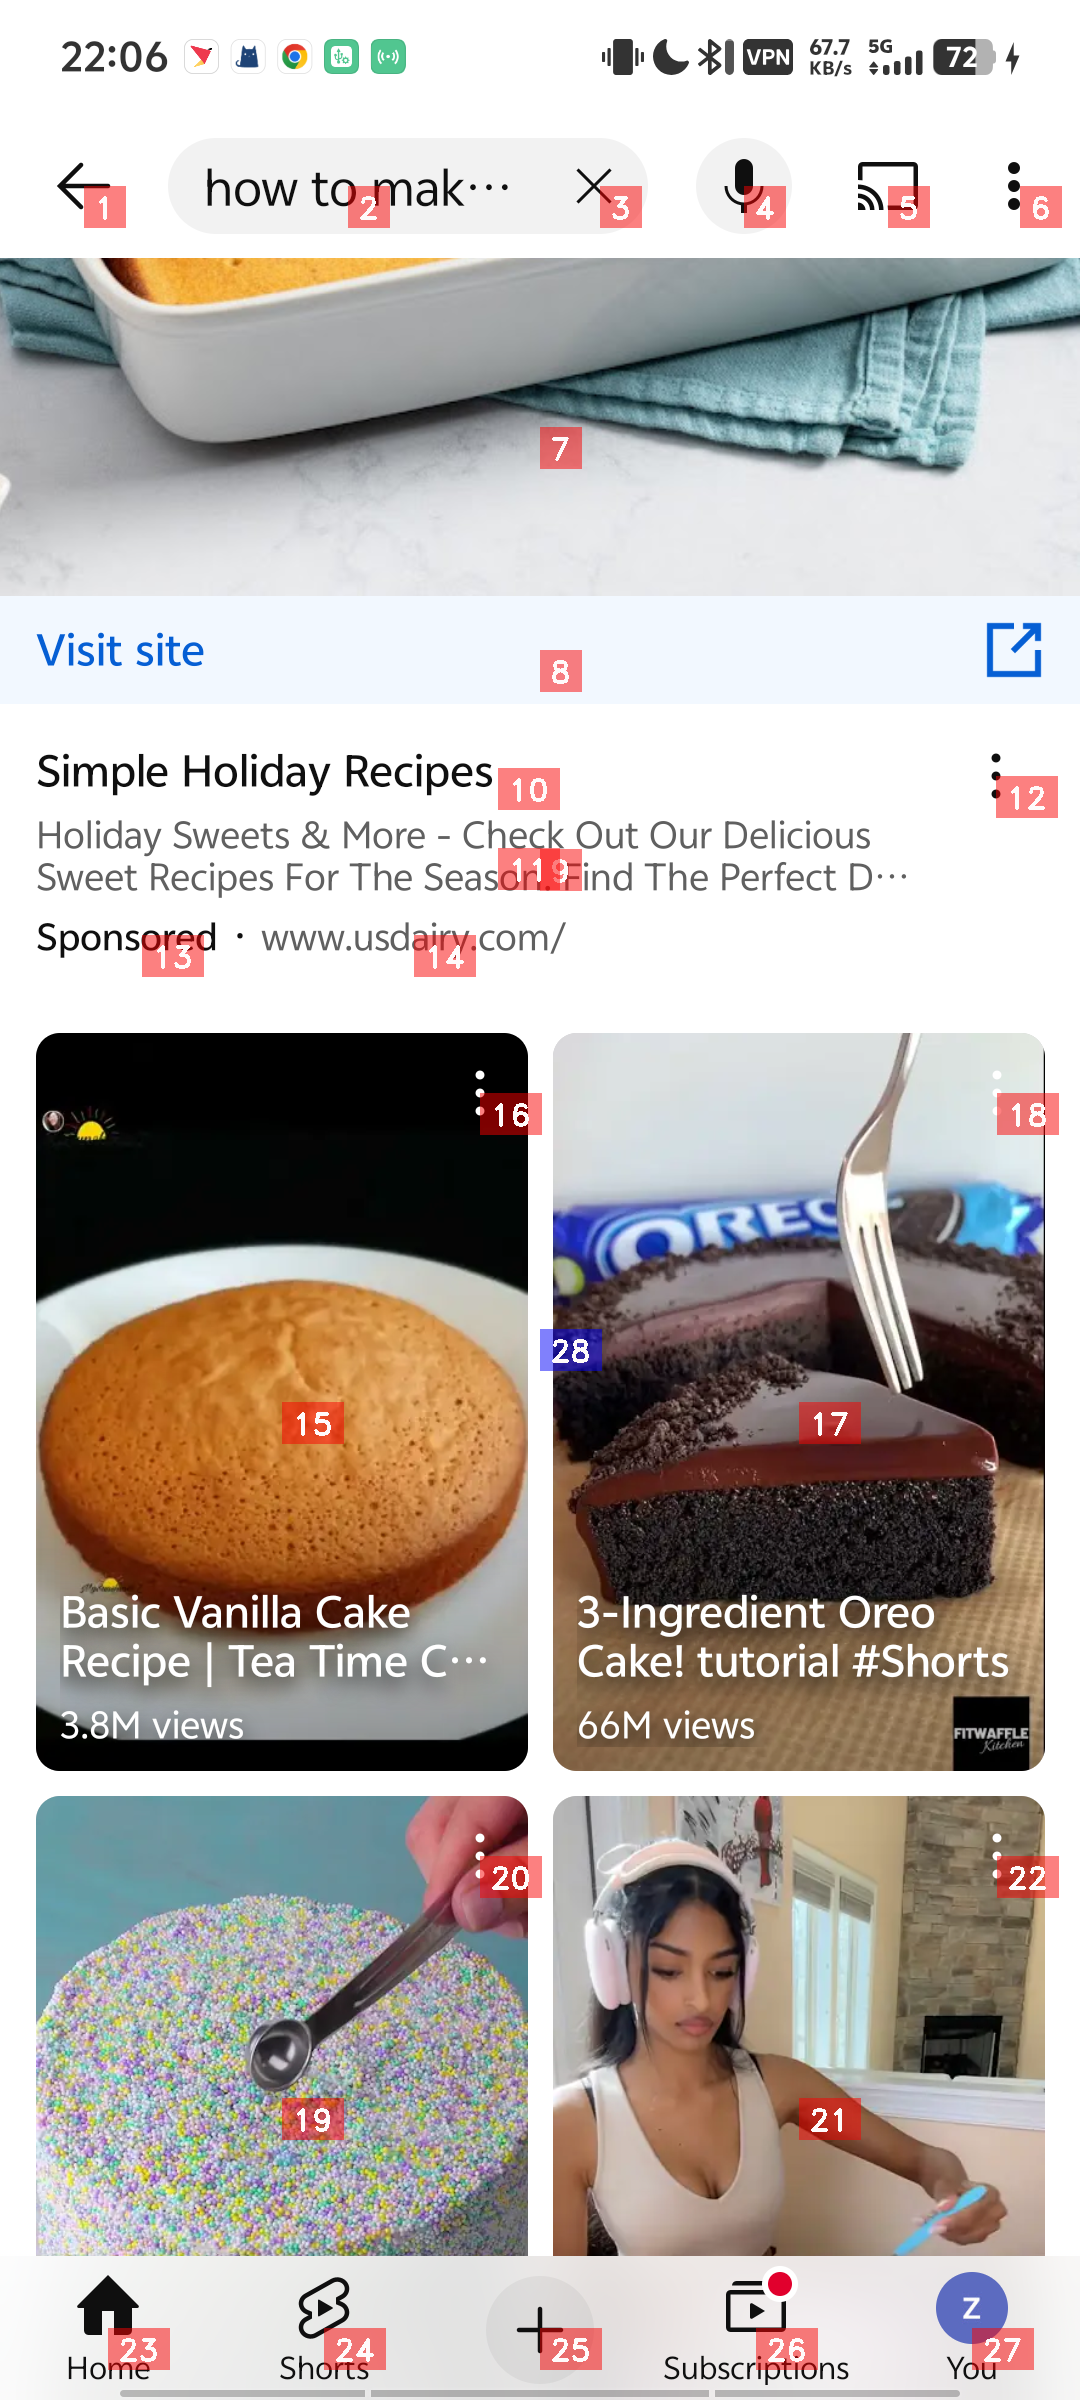 22:06
VPN
67.7 KB/s
5G
72
how to mak…
1
2
3
4
5
6
7
Visit site
8
Simple Holiday Recipes
10
12
Holiday Sweets & More - Check Out Our Delicious
Sweet Recipes For The Season. Find The Perfect D…
11
9
Sponsored · www.usdairy.com/
13
14
16
18
OREO
28
15
17
Basic Vanilla Cake
Recipe | Tea Time C…
3.8M views
3-Ingredient Oreo
Cake! tutorial #Shorts
66M views
FITWAFFLE
Kitchen
20
22
19
21
Z
23
24
25
26
27
Home
Shorts
Subscriptions
You